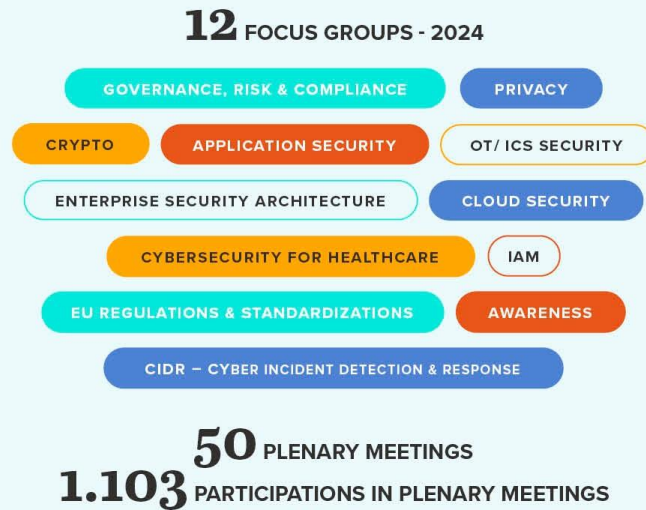 12 FOCUS GROUPS - 2024
GOVERNANCE, RISK & COMPLIANCE
PRIVACY
CRYPTO
APPLICATION SECURITY
OT/ ICS SECURITY
ENTERPRISE SECURITY ARCHITECTURE
CLOUD SECURITY
CYBERSECURITY FOR HEALTHCARE
IAM
EU REGULATIONS & STANDARDIZATIONS
AWARENESS
CIDR – CYBER INCIDENT DETECTION & RESPONSE
50 PLENARY MEETINGS
1.103 PARTICIPATIONS IN PLENARY MEETINGS